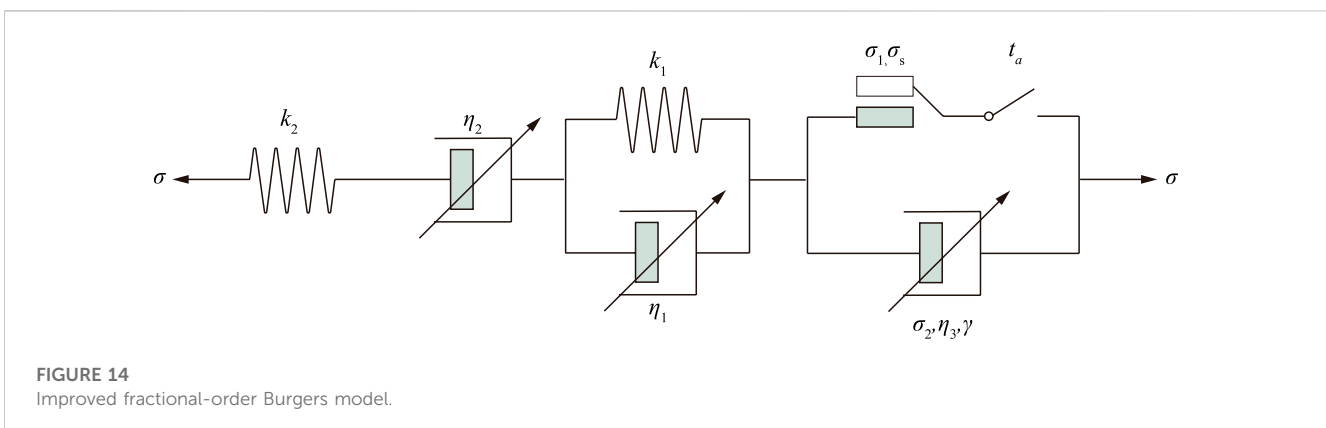 σ₁,σₛ
tₐ
k₁
k₂
η₂
σ
σ
η₁
σ₂,η₃,γ
FIGURE 14
Improved fractional-order Burgers model.